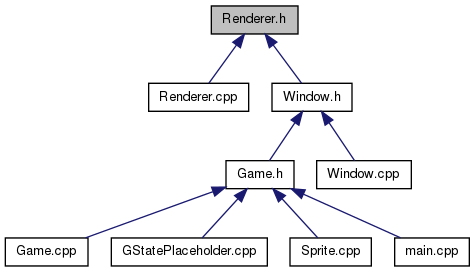 Renderer.h
Renderer.cpp
Window.h
Game.h
Window.cpp
Game.cpp
GStatePlaceholder.cpp
Sprite.cpp
main.cpp